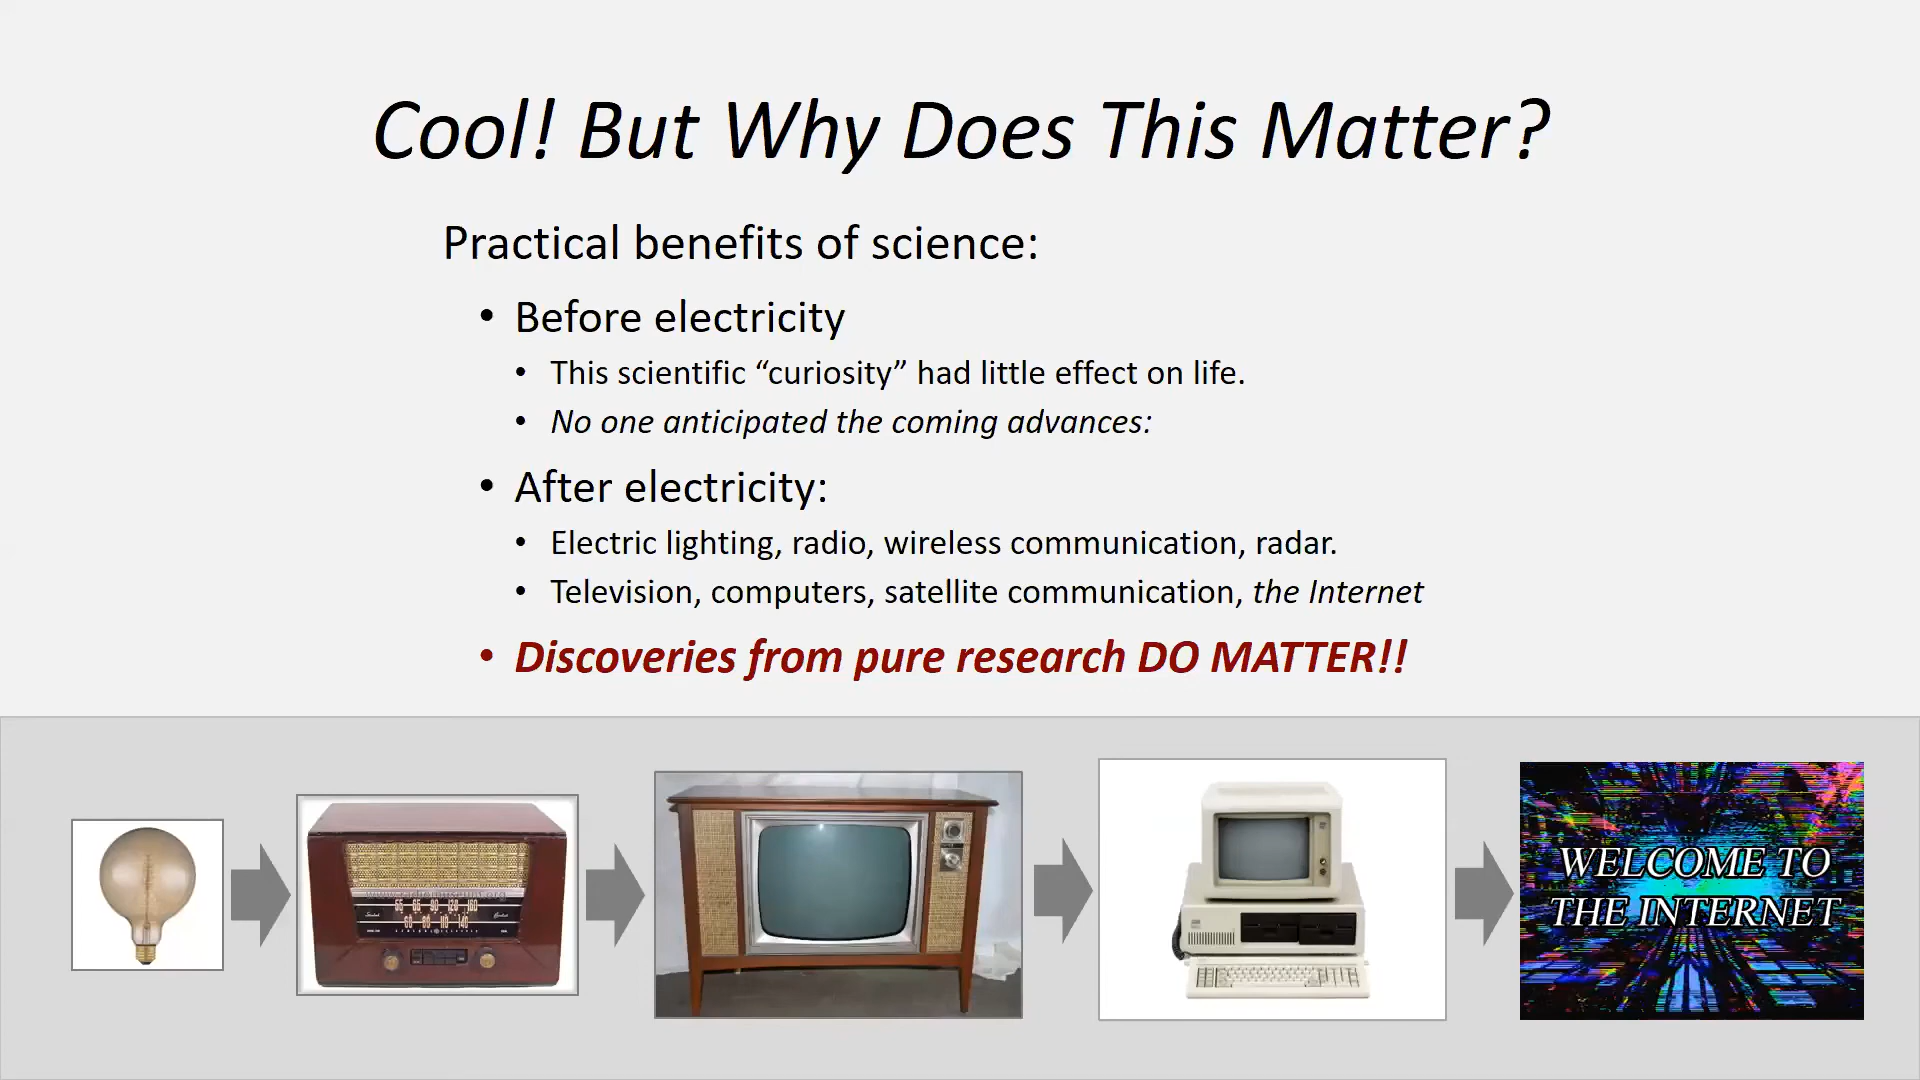 Cool! But Why Does This Matter?
Practical benefits of science:
• Before electricity
• This scientific “curiosity” had little effect on life.
• No one anticipated the coming advances:
• After electricity:
• Electric lighting, radio, wireless communication, radar.
• Television, computers, satellite communication, the Internet
• Discoveries from pure research DO MATTER!!
WELCOME TO
THE INTERNET